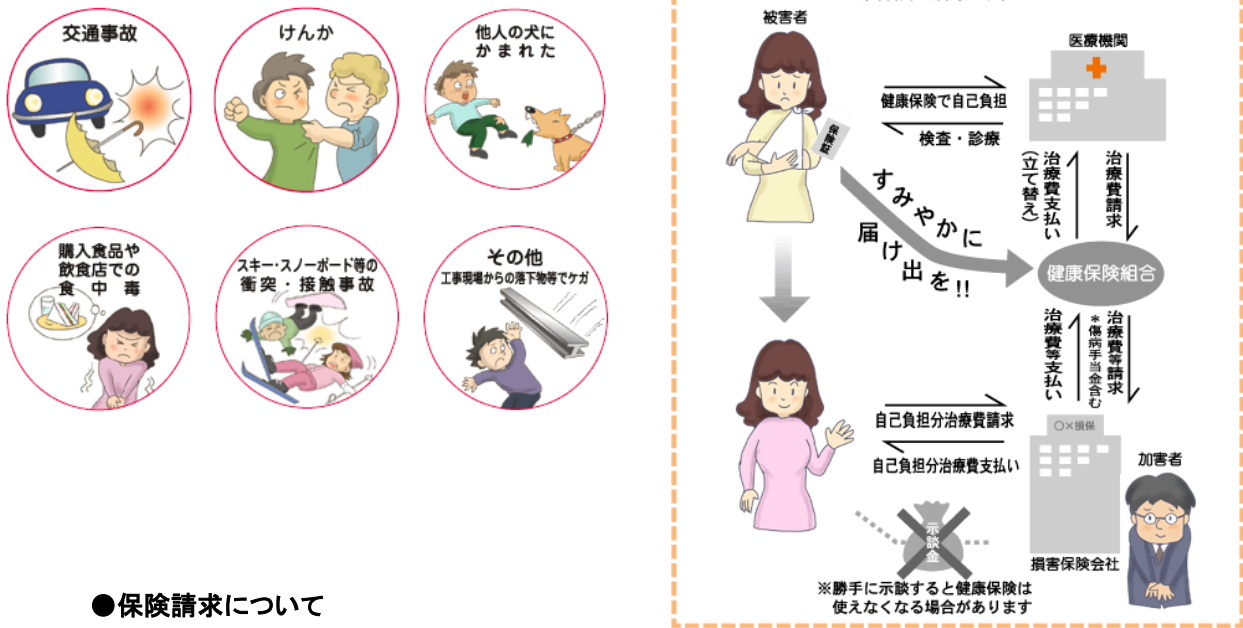 交通事故
けんか
他人の犬に
かまれた
購入食品や
飲食店での
食中毒
スキー・スノーボード等の
衝突・接触事故
その他
工事現場からの落下物等でケガ
●保険請求について
被害者
医療機関
健康保険で自己負担
検査・診療
保険証
すみやかに
届け出を!!
治療費支払い
(立て替え)
治療費請求
健康保険組合
治療費等支払い
治療費等請求
*傷病手当金含む
自己負担分治療費請求
自己負担分治療費支払い
〇×損保
加害者
示談金
損害保険会社
※勝手に示談すると健康保険は
使えなくなる場合があります